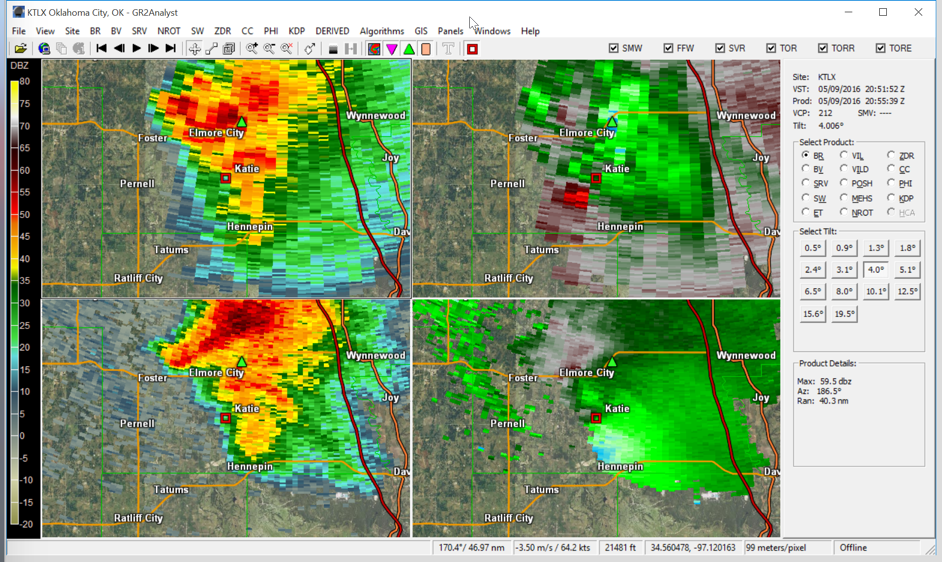 KTLX Oklahoma City, OK - GR2Analyst
File View Site BR BV SRV NROT SW ZDR CC PHI KDP DERIVED Algorithms GIS Panels Windows Help
SMW FFW SVR TOR TORR TORE
DBZ
80
75
70
65
60
55
50
45
40
35
30
25
20
15
10
5
0
-5
-10
-15
-20
Wynnewood
Elmore City
Foster
Joy
Katie
Pernell
Hennepin
Dav
Tatums
Ratliff City
Wynnewood
Elmore City
Foster
Joy
Katie
Pernell
Hennepin
Da
Tatums
Ratliff City
Wynnewood
Elmore City
Foster
Joy
Katie
Pernell
Hennepin
Dav
Tatums
Ratliff City
Wynnewood
Elmore City
Foster
Joy
Katie
Pernell
Hennepin
Da
Tatums
Ratliff City
Site: KTLX
VST: 05/09/2016 20:51:52 Z
Prod: 05/09/2016 20:55:39 Z
VCP: 212 SMV: ----
Tilt: 4.006°
Select Product:
BR VIL ZDR
BV VILD CC
SRV POSH PHI
SW MEHS KDP
ET NROT HCA
Select Tilt:
0.5° 0.9° 1.3° 1.8°
2.4° 3.1° 4.0° 5.1°
6.5° 8.0° 10.1° 12.5°
15.6° 19.5°
Product Details:
Max: 59.5 dbz
Az: 186.5°
Ran: 40.3 nm
170.4°/ 46.97 nm -3.50 m/s / 64.2 kts 21481 ft 34.560478, -97.120163 99 meters/pixel Offline